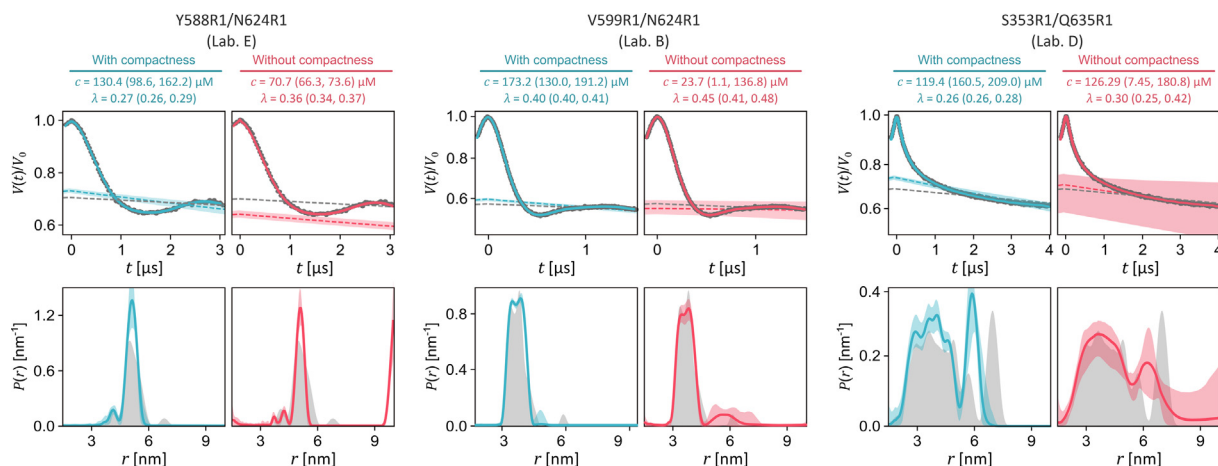 Y588R1/N624R1
(Lab. E)
With compactness
Without compactness
c = 130.4 (98.6, 162.2) μM
c = 70.7 (66.3, 73.6) μM
λ = 0.27 (0.26, 0.29)
λ = 0.36 (0.34, 0.37)
V(t)/V0
1.0
0.8
0.6
0 1 2 3
0 1 2 3
t [μs]
t [μs]
P(r) [nm⁻¹]
1.2
0.6
0.0
3 6 9
3 6 9
r [nm]
r [nm]
V599R1/N624R1
(Lab. B)
With compactness
Without compactness
c = 173.2 (130.0, 191.2) μM
c = 23.7 (1.1, 136.8) μM
λ = 0.40 (0.40, 0.41)
λ = 0.45 (0.41, 0.48)
V(t)/V0
1.0
0.8
0.6
0 1
0 1
t [μs]
t [μs]
P(r) [nm⁻¹]
0.8
0.4
0.0
3 6 9
3 6 9
r [nm]
r [nm]
S353R1/Q635R1
(Lab. D)
With compactness
Without compactness
c = 119.4 (160.5, 209.0) μM
c = 126.29 (7.45, 180.8) μM
λ = 0.26 (0.26, 0.28)
λ = 0.30 (0.25, 0.42)
V(t)/V0
1.0
0.8
0.6
0 1 2 3 4
0 1 2 3 4
t [μs]
t [μs]
P(r) [nm⁻¹]
0.4
0.2
0.0
3 6 9
3 6 9
r [nm]
r [nm]